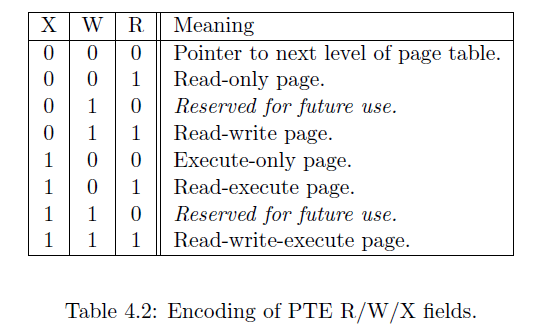 X W R Meaning
0 0 0 Pointer to next level of page table.
0 0 1 Read-only page.
0 1 0 Reserved for future use.
0 1 1 Read-write page.
1 0 0 Execute-only page.
1 0 1 Read-execute page.
1 1 0 Reserved for future use.
1 1 1 Read-write-execute page.
Table 4.2: Encoding of PTE R/W/X fields.